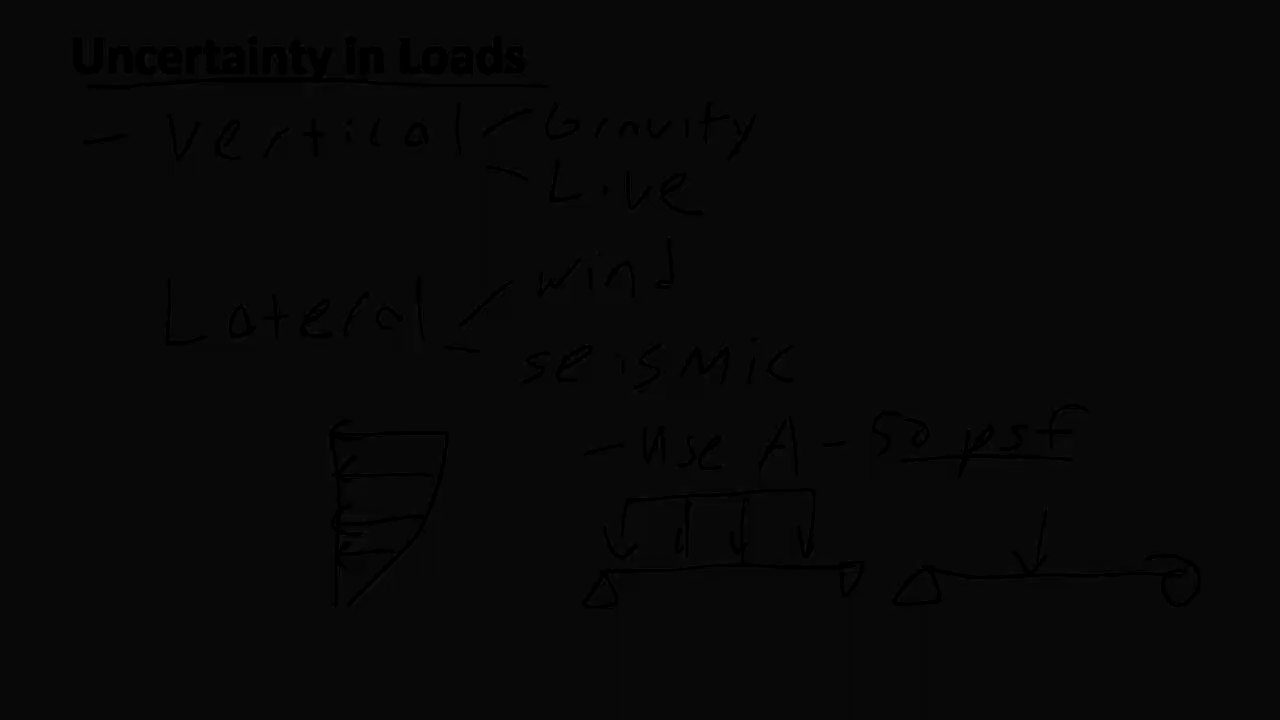 Uncertainty in Loads
- Vertical - Gravity
- Live
Lateral - wind
- seismic
- Use A - 50 psf